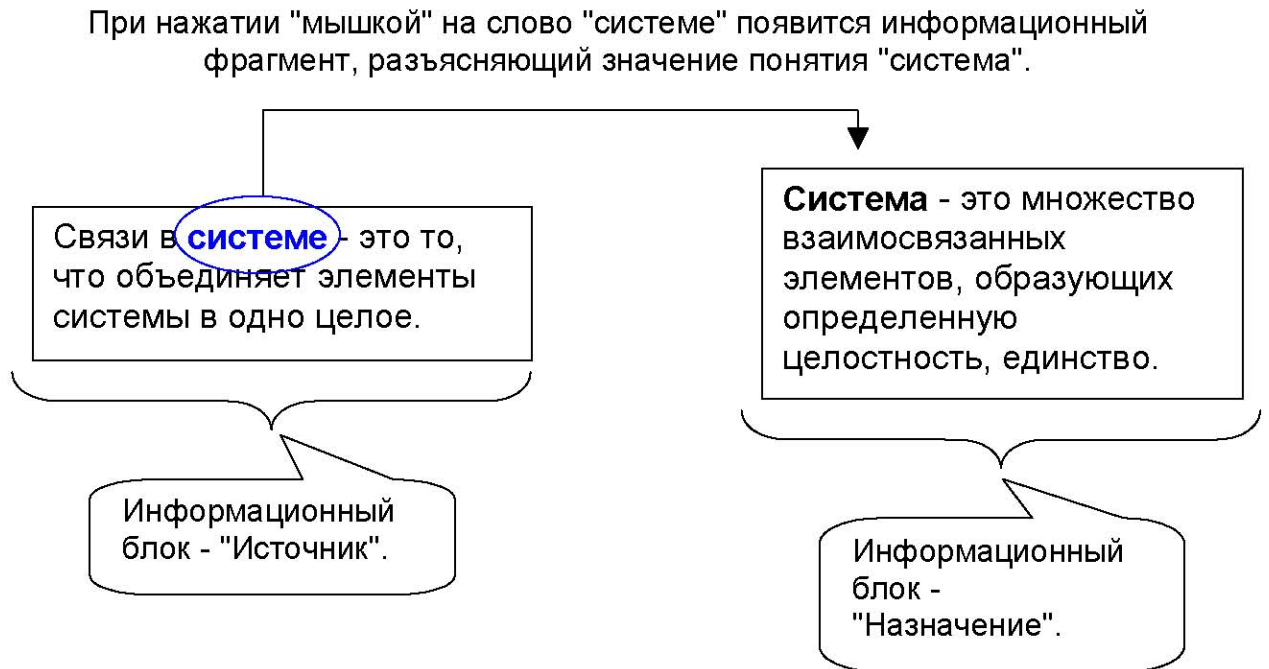 При нажатии "мышкой" на слово "системе" появится информационный
фрагмент, разъясняющий значение понятия "система".
Связи в системе - это то,
что объединяет элементы
системы в одно целое.
Система - это множество
взаимосвязанных
элементов, образующих
определенную
целостность, единство.
Информационный
блок - "Источник".
Информационный
блок -
"Назначение".